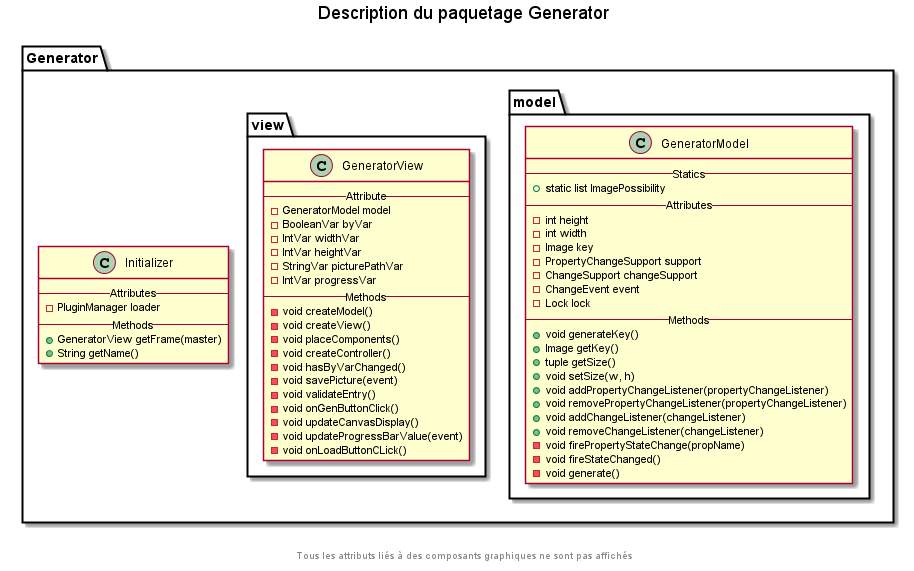 Description du paquetage Generator
Generator
Initializer
Attributes
PluginManager loader
Methods
GeneratorView getFrame(master)
String getName()
view
GeneratorView
Attribute
GeneratorModel model
BooleanVar byVar
IntVar widthVar
IntVar heightVar
StringVar picturePathVar
IntVar progressVar
Methods
void createModel()
void createView()
void placeComponents()
void createController()
void hasByVarChanged()
void savePicture(event)
void validateEntry()
void onGenButtonClick()
void updateCanvasDisplay()
void updateProgressBarValue(event)
void onLoadButtonCLick()
model
GeneratorModel
Statics
static list ImagePossibility
Attributes
int height
int width
Image key
PropertyChangeSupport support
ChangeSupport changeSupport
ChangeEvent event
Lock lock
Methods
void generateKey()
Image getKey()
tuple getSize()
void setSize(w, h)
void addPropertyChangeListener(propertyChangeListener)
void removePropertyChangeListener(propertyChangeListener)
void addChangeListener(changeListener)
void removeChangeListener(changeListener)
void firePropertyStateChange(propName)
void fireStateChanged()
void generate()
Tous les attributs liés à des composants graphiques ne sont pas affichés